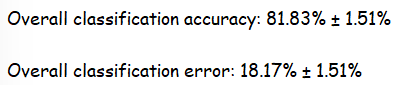 Overall classification accuracy: 81.83% ± 1.51%
Overall classification error: 18.17% ± 1.51%